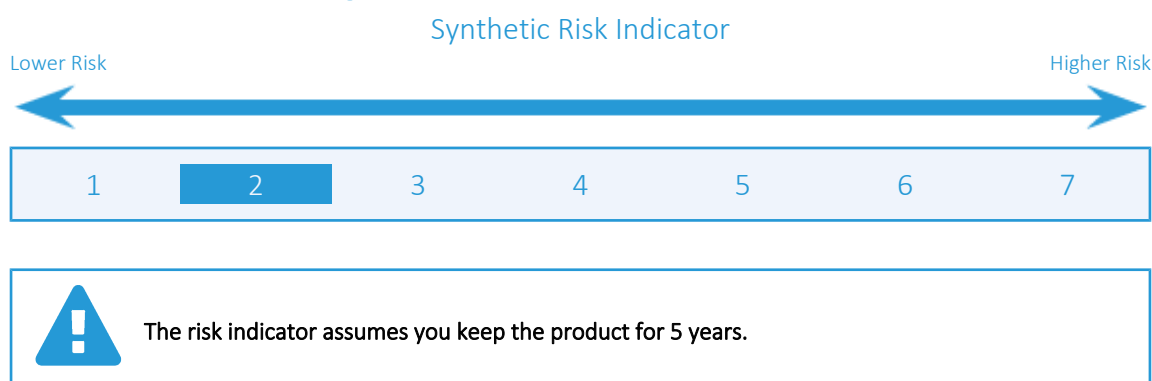 Synthetic Risk Indicator
Lower Risk Higher Risk
1 2 3 4 5 6 7
The risk indicator assumes you keep the product for 5 years.